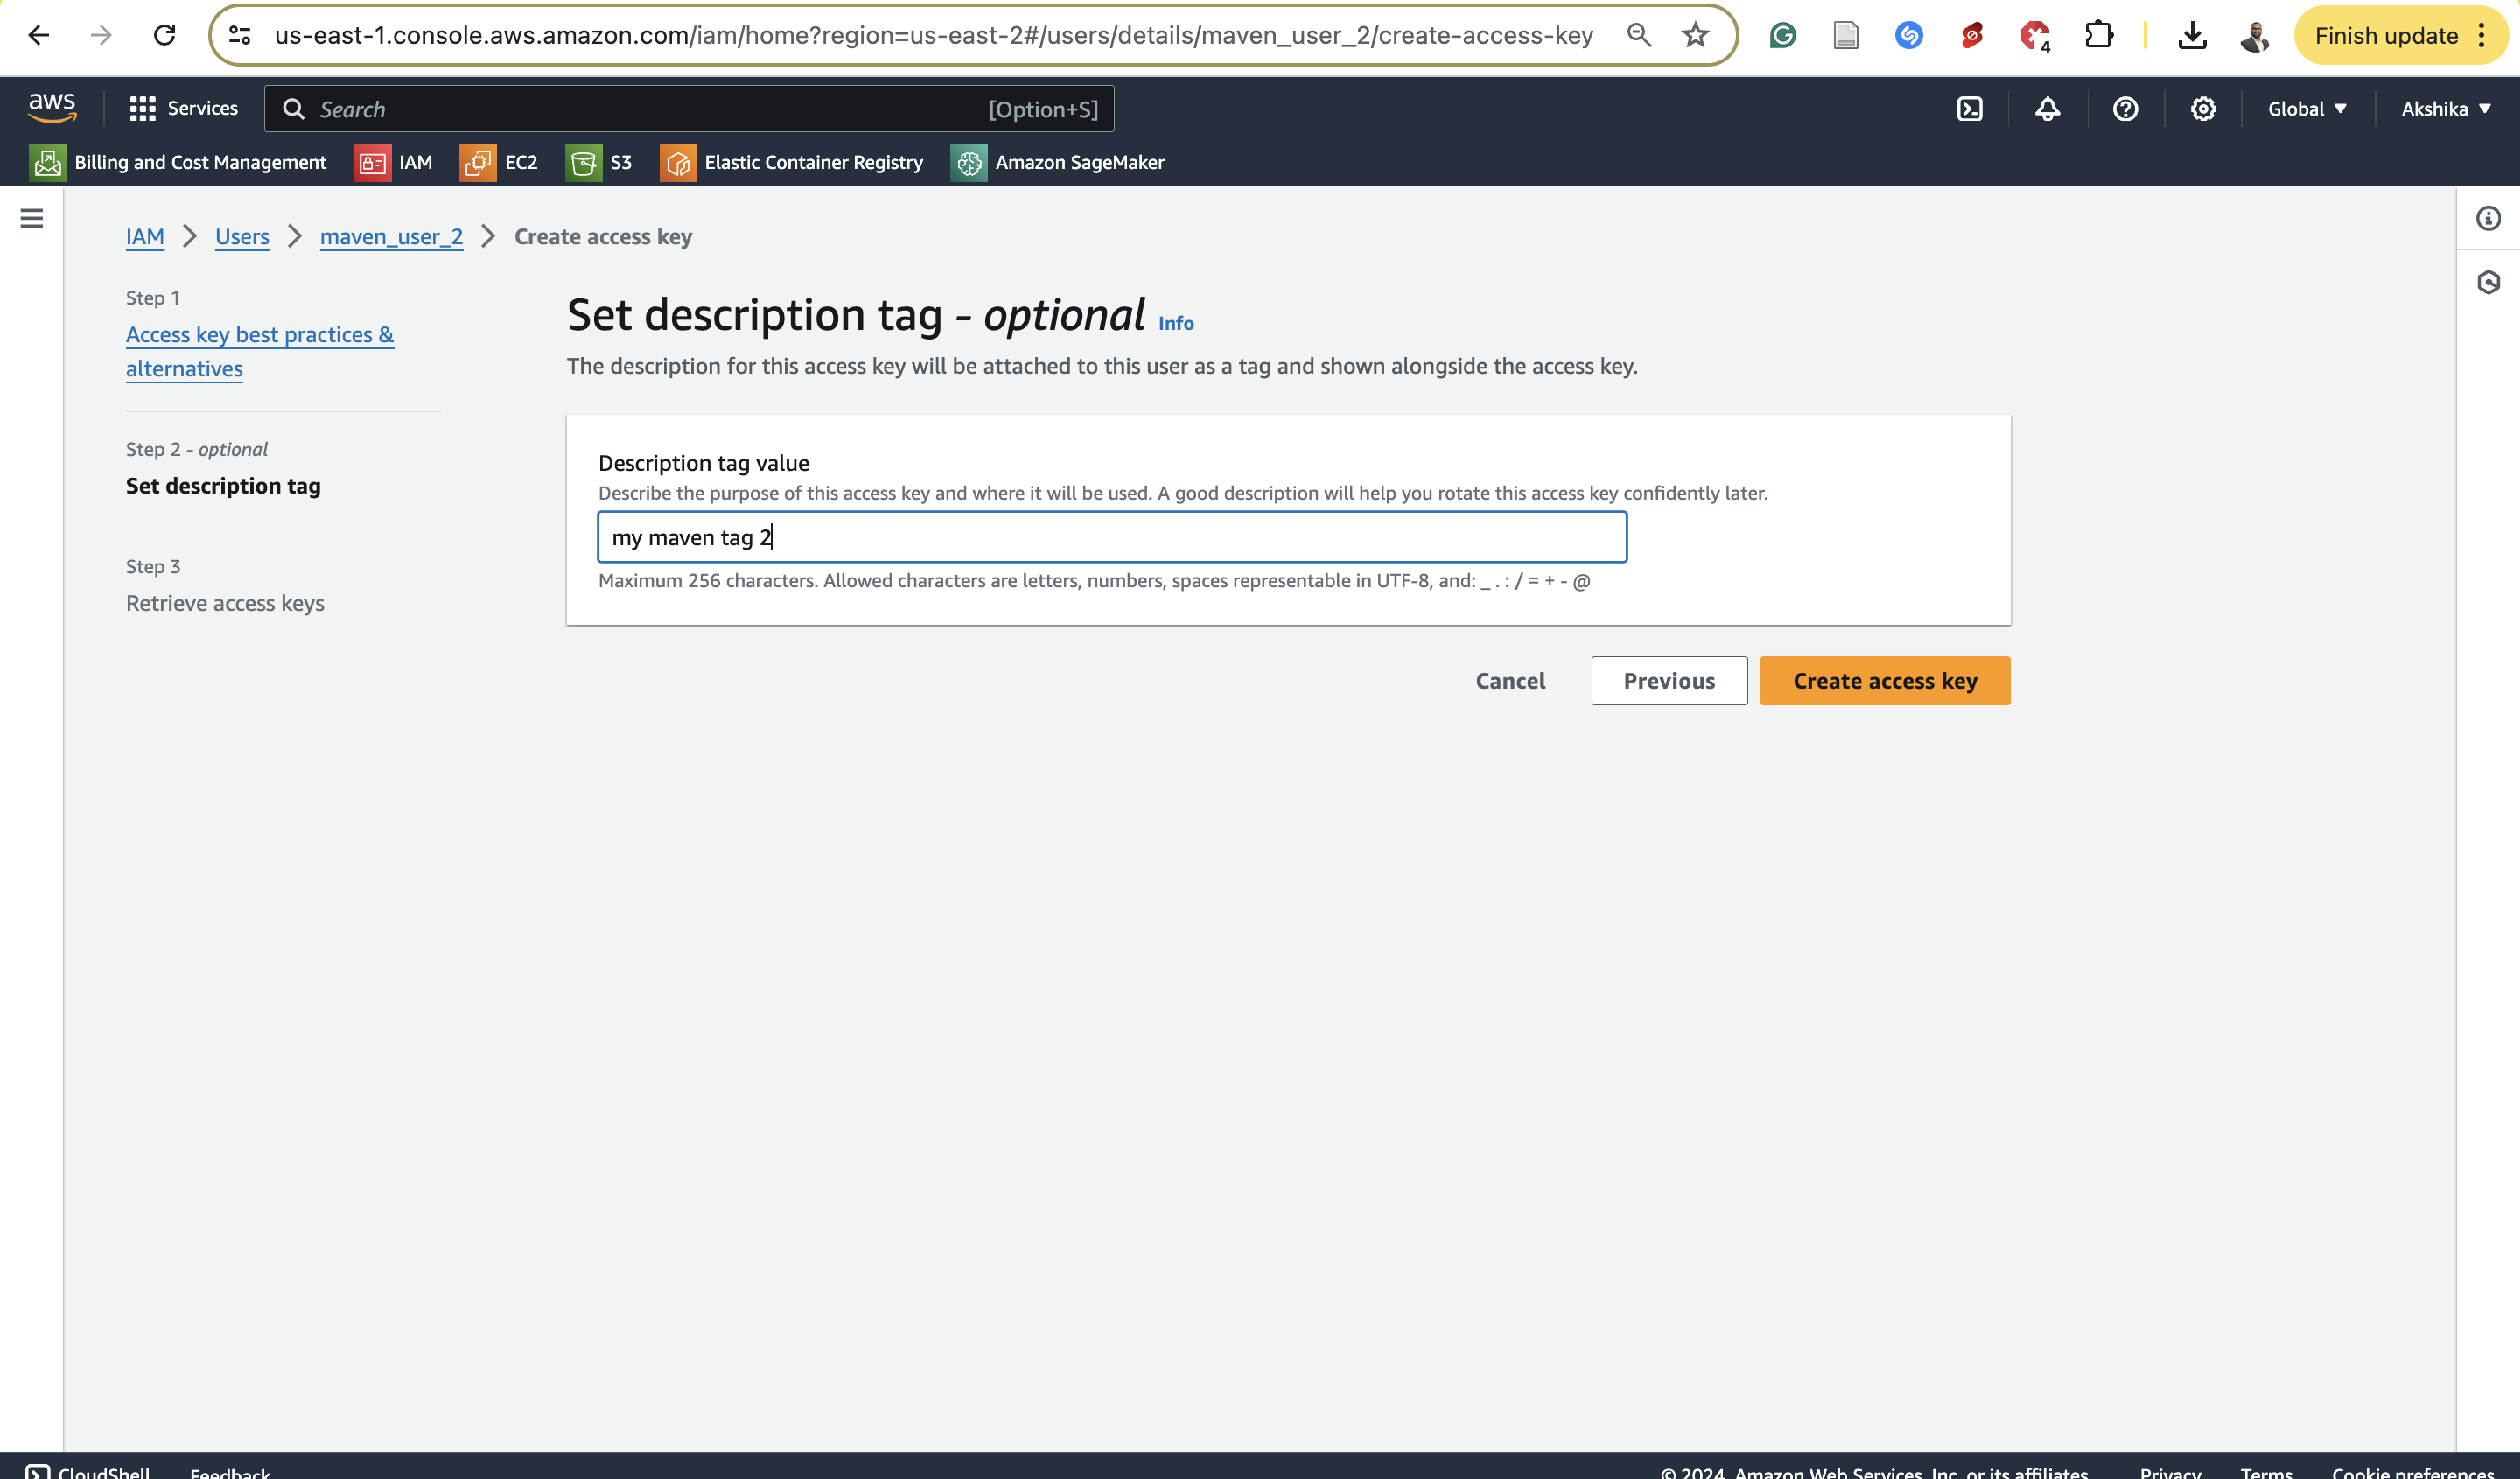 us-east-1.console.aws.amazon.com/iam/home?region=us-east-2#/users/details/maven_user_2/create-access-key
4
Finish update
aws
Services
Search
[Option+S]
Global
Akshika
Billing and Cost Management
IAM
EC2
S3
Elastic Container Registry
Amazon SageMaker
IAM
Users
maven_user_2
Create access key
Step 1
Access key best practices &
alternatives
Step 2 - optional
Set description tag
Step 3
Retrieve access keys
Set description tag - optional Info
The description for this access key will be attached to this user as a tag and shown alongside the access key.
Description tag value
Describe the purpose of this access key and where it will be used. A good description will help you rotate this access key confidently later.
my maven tag 2
Maximum 256 characters. Allowed characters are letters, numbers, spaces representable in UTF-8, and: _ . : / = + - @
Cancel
Previous
Create access key
CloudShell
Feedback
© 2024, Amazon Web Services, Inc. or its affiliates.
Privacy
Terms
Cookie preferences